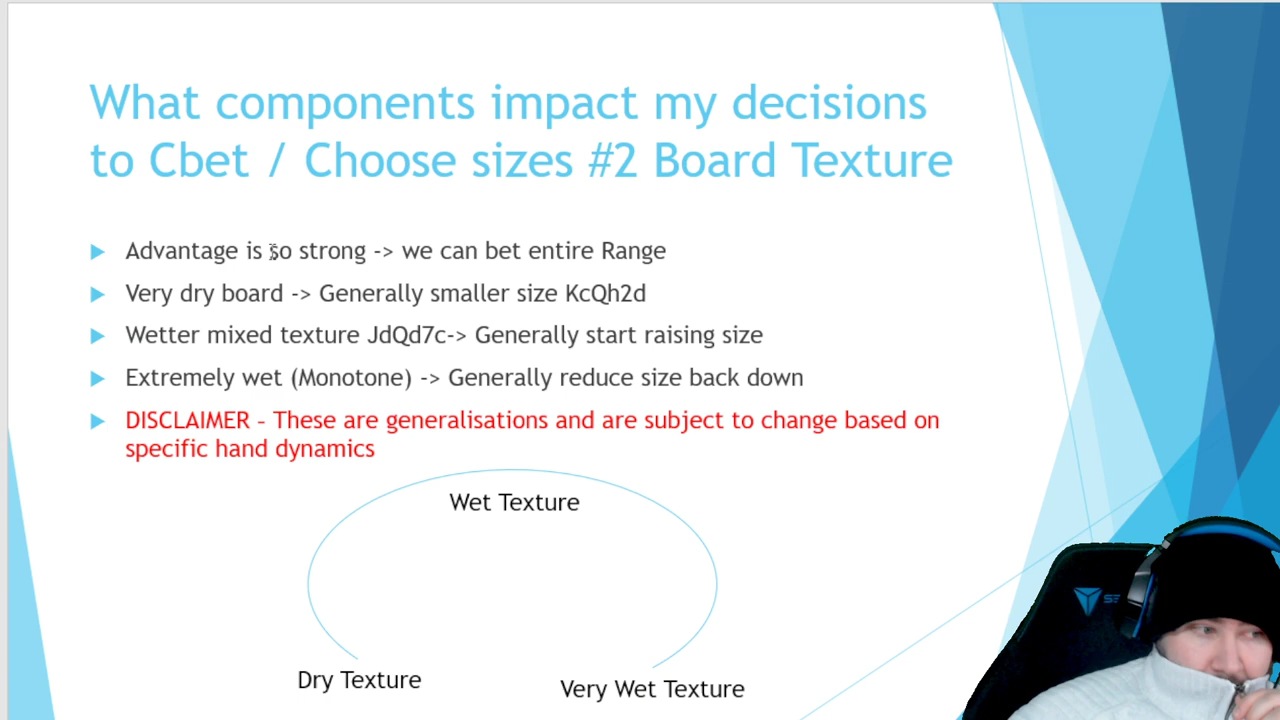 What components impact my decisions
to Cbet / Choose sizes #2 Board Texture
Advantage is so strong -> we can bet entire Range
Very dry board -> Generally smaller size KcQh2d
Wetter mixed texture JdQd7c-> Generally start raising size
Extremely wet (Monotone) -> Generally reduce size back down
DISCLAIMER – These are generalisations and are subject to change based on
specific hand dynamics
Wet Texture
Dry Texture
Very Wet Texture